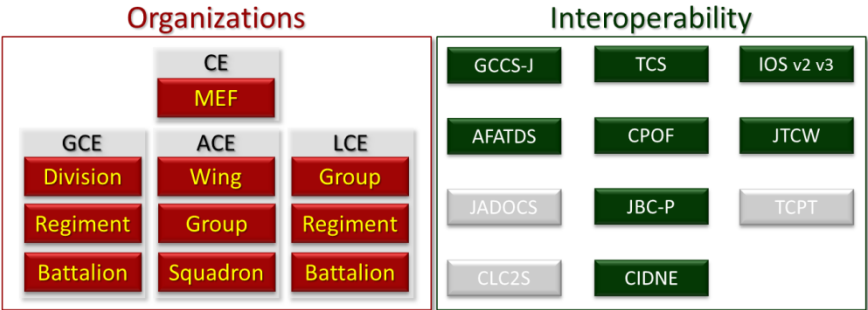 Organizations
CE
MEF
GCE ACE LCE
Division Wing Group
Regiment Group Regiment
Battalion Squadron Battalion
Interoperability
GCCS-J TCS IOS v2 v3
AFATDS CPOF JTCW
JADOCS JBC-P TCPT
CLC2S CIDNE